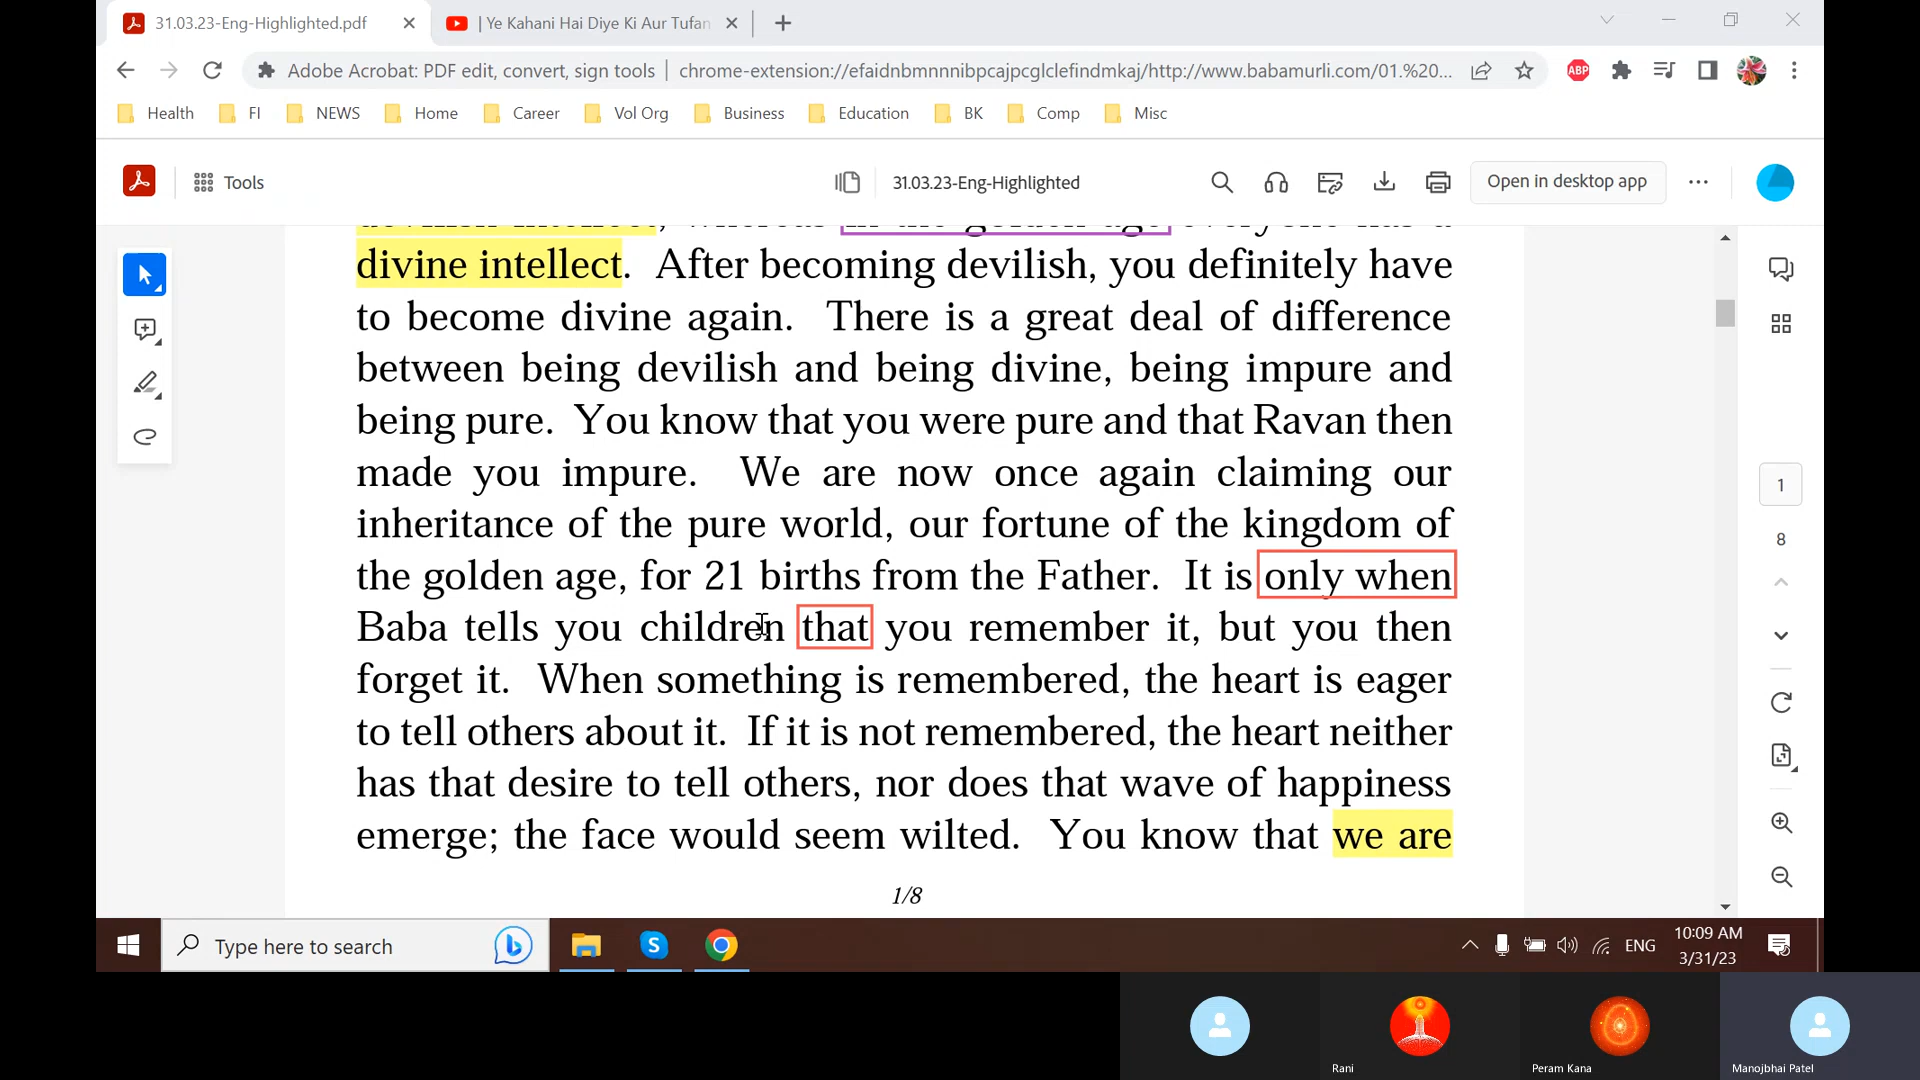 31.03.23-Eng-Highlighted.pdf
| Ye Kahani Hai Diye Ki Aur Tufan
Adobe Acrobat: PDF edit, convert, sign tools
chrome-extension://efaidnbmnnnibpcajpcglclefindmkaj/http://www.babamurli.com/01.%20...
ABP
Health
FI
NEWS
Home
Career
Vol Org
Business
Education
BK
Comp
Misc
Tools
31.03.23-Eng-Highlighted
Open in desktop app
devilish intellect, whereas in the golden age everyone has a
divine intellect. After becoming devilish, you definitely have
to become divine again. There is a great deal of difference
between being devilish and being divine, being impure and
being pure. You know that you were pure and that Ravan then
made you impure. We are now once again claiming our
inheritance of the pure world, our fortune of the kingdom of
the golden age, for 21 births from the Father. It is only when
Baba tells you children that you remember it, but you then
forget it. When something is remembered, the heart is eager
to tell others about it. If it is not remembered, the heart neither
has that desire to tell others, nor does that wave of happiness
emerge; the face would seem wilted. You know that we are
1/8
1
8
Type here to search
ENG
10:09 AM
3/31/23
Rani
Peram Kana
Manojbhai Patel